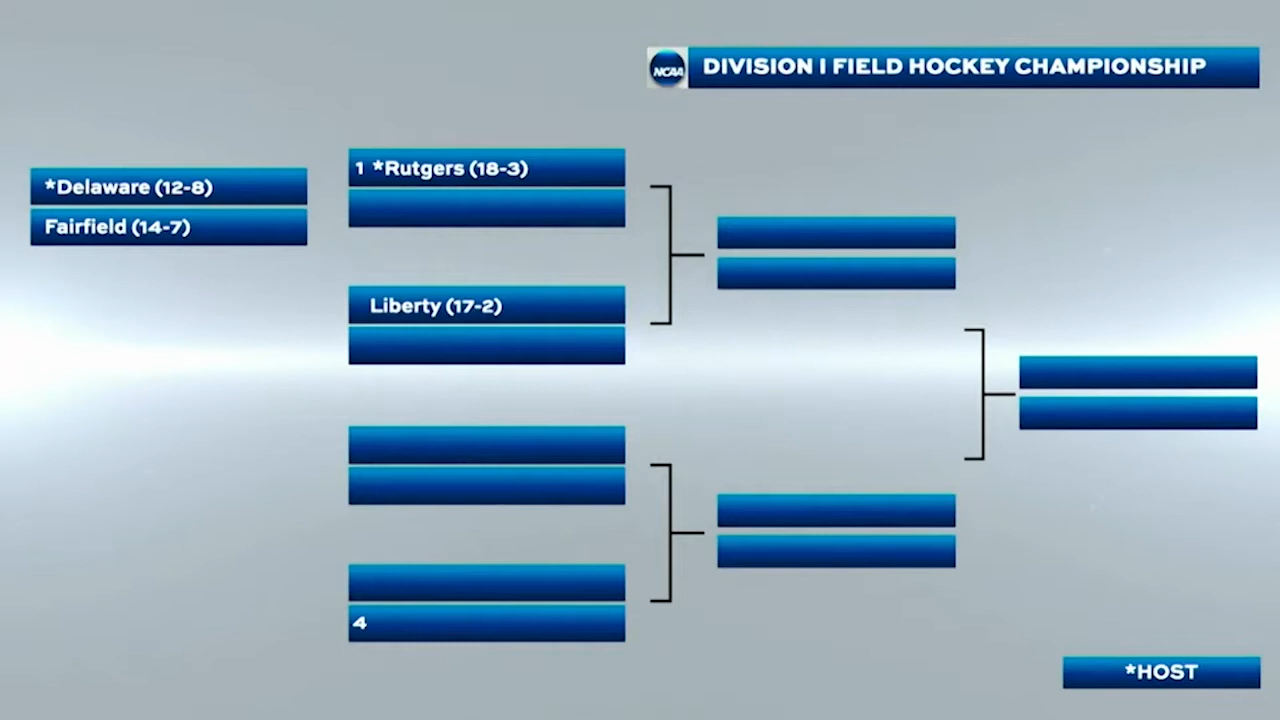 NCAA
DIVISION I FIELD HOCKEY CHAMPIONSHIP
*Delaware (12-8)
Fairfield (14-7)
1 *Rutgers (18-3)
Liberty (17-2)
4
*HOST